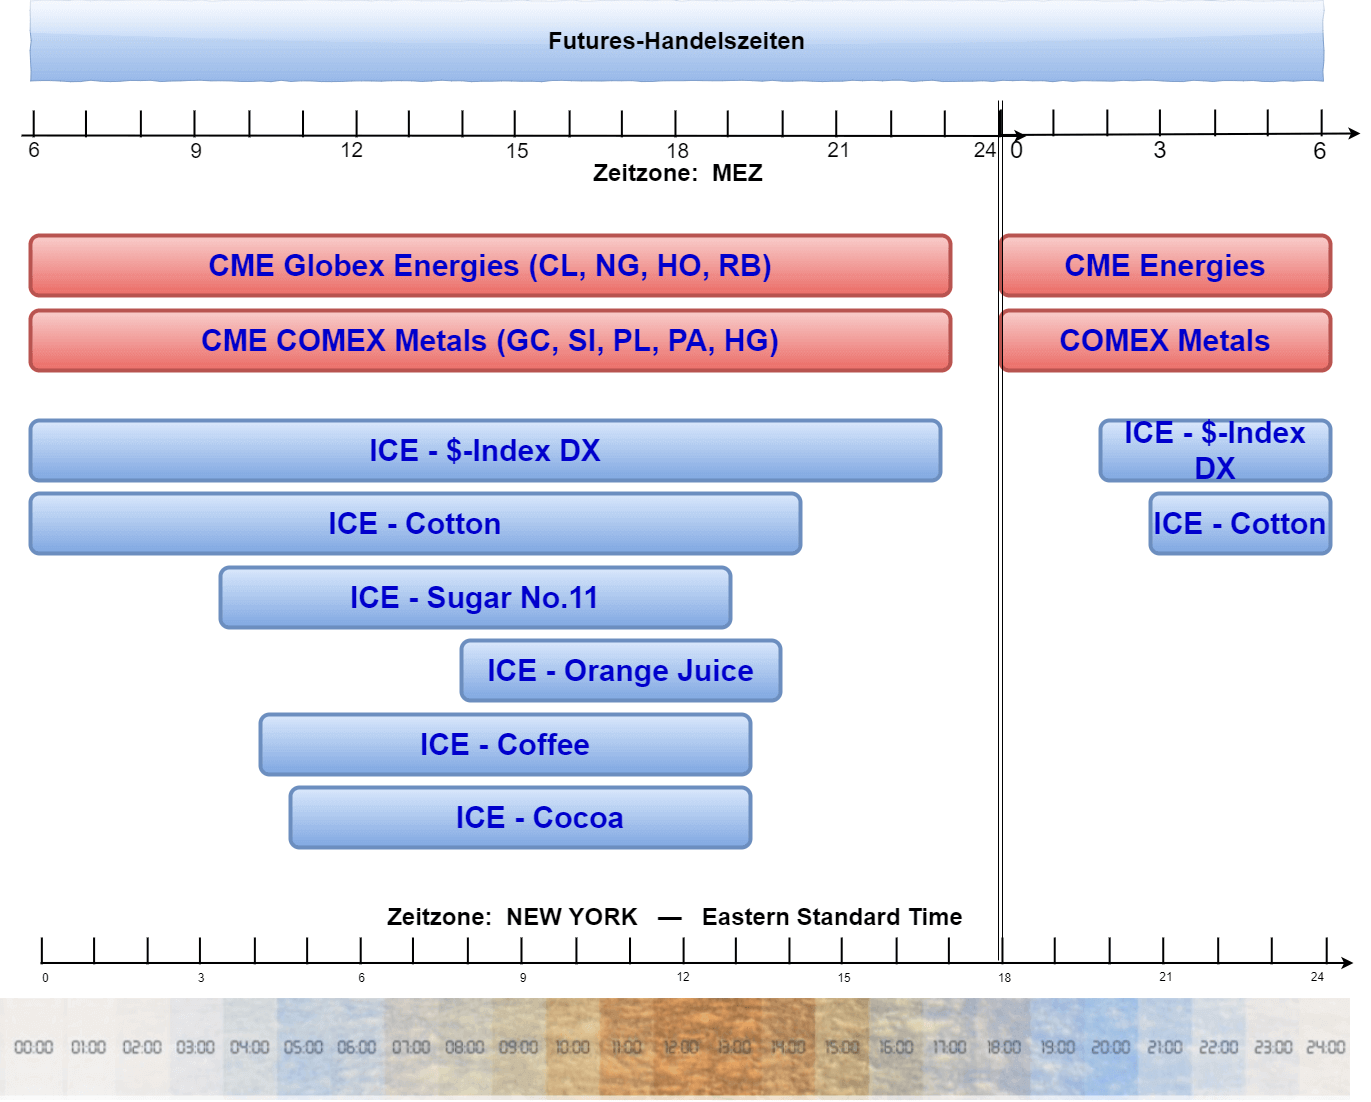 Futures-Handelszeiten
6 9 12 15 18 21 24 0 3 6
Zeitzone: MEZ
CME Globex Energies (CL, NG, HO, RB) CME Energies
CME COMEX Metals (GC, SI, PL, PA, HG) COMEX Metals
ICE - $-Index DX ICE - $-Index
DX
ICE - Cotton ICE - Cotton
ICE - Sugar No.11
ICE - Orange Juice
ICE - Coffee
ICE - Cocoa
Zeitzone: NEW YORK — Eastern Standard Time
0 3 6 9 12 15 18 21 24
00:00 01:00 02:00 03:00 04:00 05:00 06:00 07:00 08:00 09:00 10:00 11:00 12:00 13:00 14:00 15:00 16:00 17:00 18:00 19:00 20:00 21:00 22:00 23:00 24:00